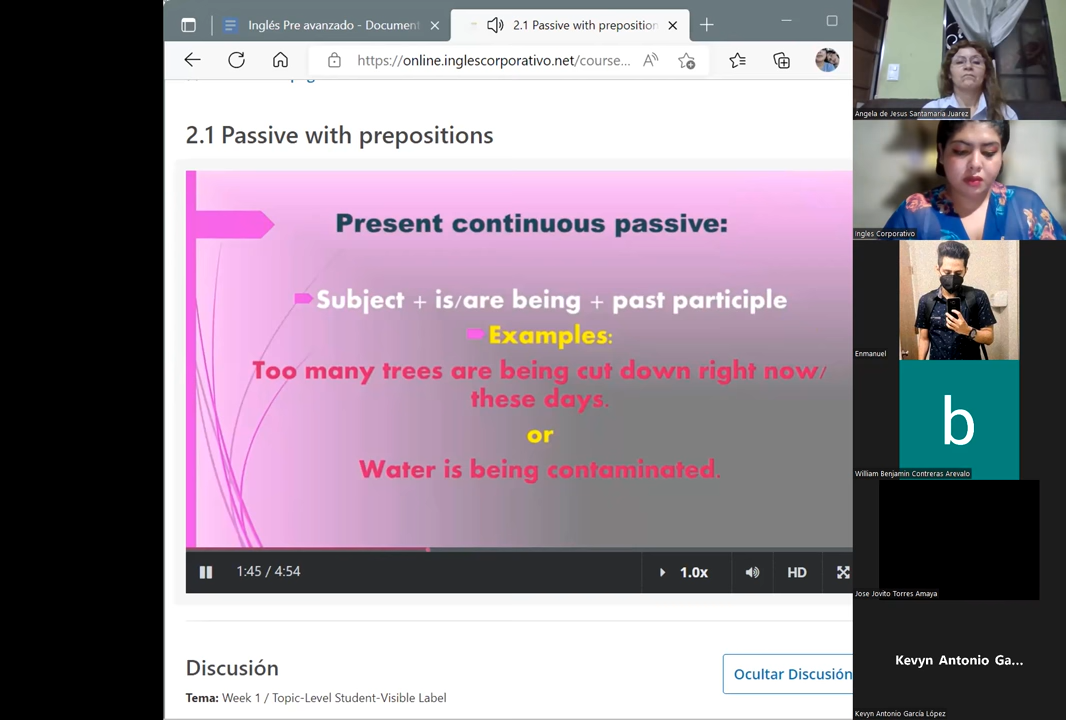 Inglés Pre avanzado - Document
2.1 Passive with preposition
https://online.inglescorporativo.net/course...
2.1 Passive with prepositions
Present continuous passive:
Subject + is/are being + past participle
Examples:
Too many trees are being cut down right now/
these days.
or
Water is being contaminated.
1:45 / 4:54
1.0x
HD
Discusión
Ocultar Discusión
Tema: Week 1 / Topic-Level Student-Visible Label
Angela de Jesus Santamaria Juarez
Ingles Corporativo
Enmanuel
b
William Benjamin Contreras Arevalo
Jose Jovito Torres Amaya
Kevyn Antonio Ga...
Kevyn Antonio García López